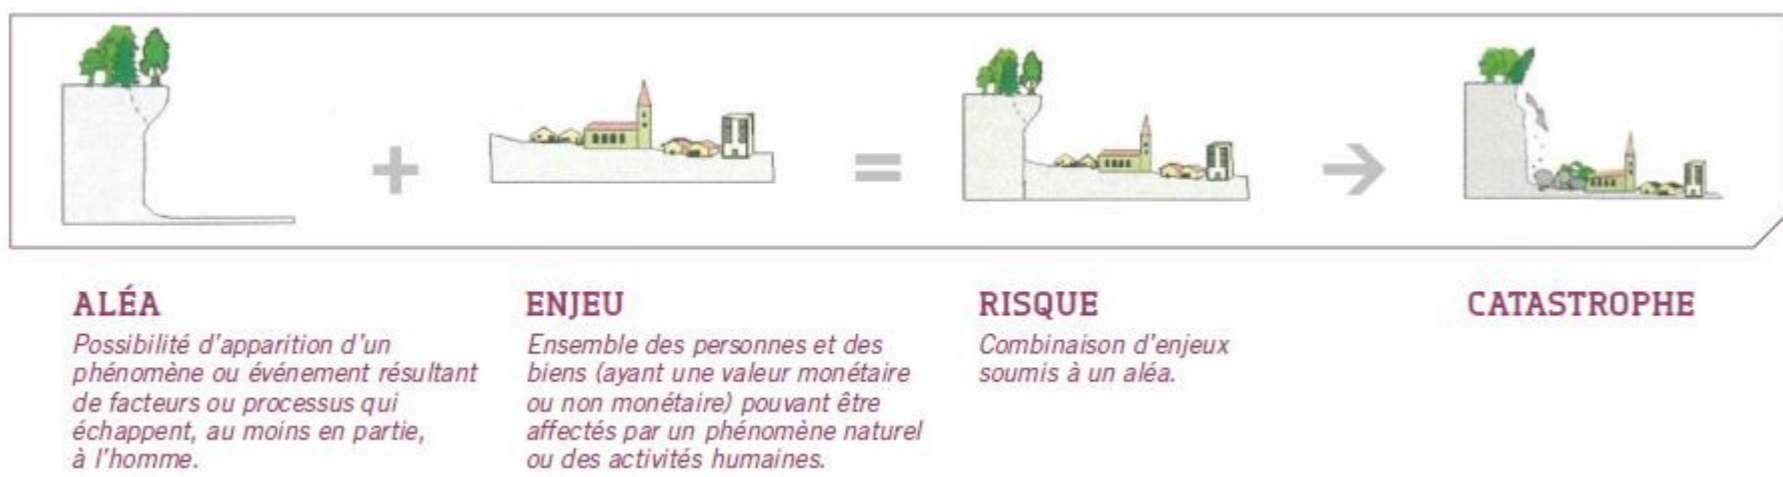 ALÉA
Possibilité d'apparition d'un
phénomène ou événement résultant
de facteurs ou processus qui
échappent, au moins en partie,
à l'homme.
ENJEU
Ensemble des personnes et des
biens (ayant une valeur monétaire
ou non monétaire) pouvant être
affectés par un phénomène naturel
ou des activités humaines.
RISQUE
Combinaison d'enjeux
soumis à un aléa.
CATASTROPHE